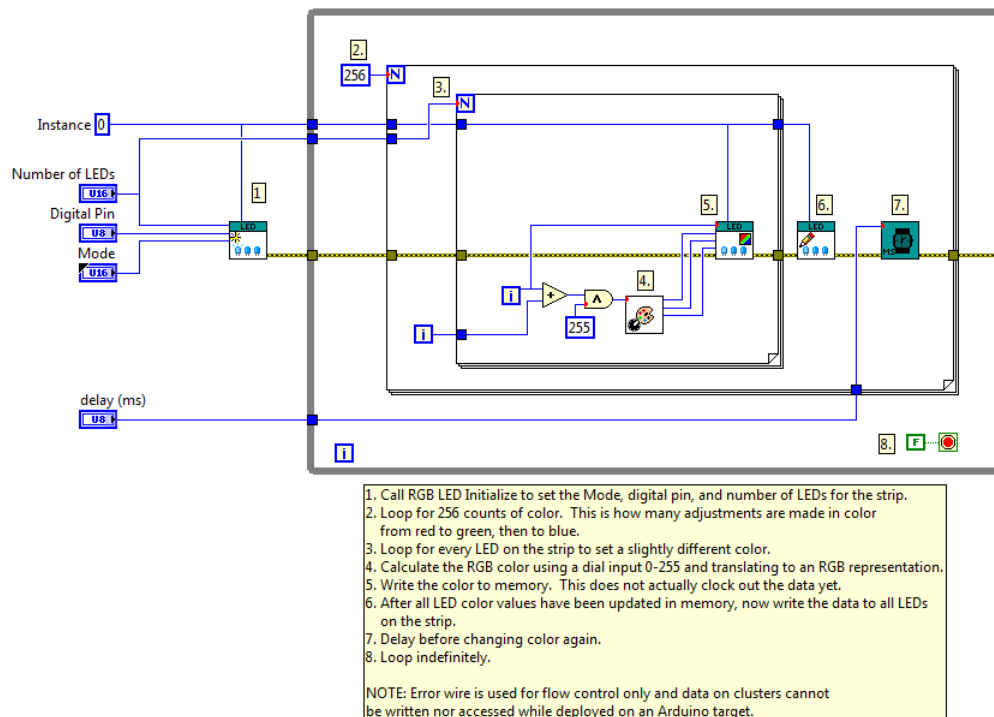 2.
256
N
3.
N
Instance 0
Number of LEDs
U16
1
Digital Pin
U8
Mode
U16
LED
5.
LED
6.
LED
7.
MS
4.
i
+
∧
255
i
delay (ms)
U8
8.
F
i
1. Call RGB LED Initialize to set the Mode, digital pin, and number of LEDs for the strip.
2. Loop for 256 counts of color.  This is how many adjustments are made in color
from red to green, then to blue.
3. Loop for every LED on the strip to set a slightly different color.
4. Calculate the RGB color using a dial input 0-255 and translating to an RGB representation.
5. Write the color to memory.  This does not actually clock out the data yet.
6. After all LED color values have been updated in memory, now write the data to all LEDs
on the strip.
7. Delay before changing color again.
8. Loop indefinitely.
NOTE: Error wire is used for flow control only and data on clusters cannot
be written nor accessed while deployed on an Arduino target.